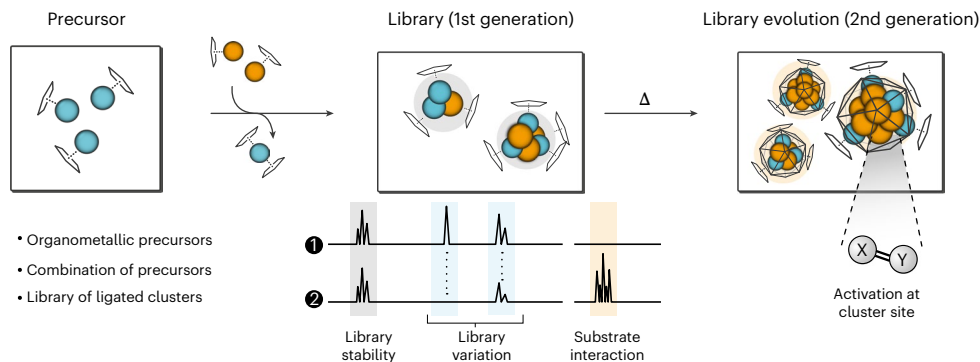 Precursor
Library (1st generation)
Library evolution (2nd generation)
Δ
• Organometallic precursors
• Combination of precursors
• Library of ligated clusters
1
2
X
Y
Library
stability
Library
variation
Substrate
interaction
Activation at
cluster site